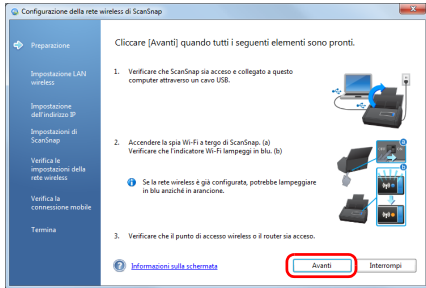 Configurazione della rete wireless di ScanSnap
Preparazione
Impostazione LAN
wireless
Impostazione
dell'indirizzo IP
Impostazioni di
ScanSnap
Verifica le
impostazioni della
rete wireless
Verifica la
connessione mobile
Termina
Cliccare [Avanti] quando tutti i seguenti elementi sono pronti.
1. Verificare che ScanSnap sia acceso e collegato a questo
computer attraverso un cavo USB.
2. Accendere la spia Wi-Fi a tergo di ScanSnap. (a)
Verificare che l'indicatore Wi-Fi lampeggi in blu. (b)
Se la rete wireless è già configurata, potrebbe lampeggiare
in blu anziché in arancione.
a
b
3. Verificare che il punto di accesso wireless o il router sia acceso.
Informazioni sulla schermata
Avanti
Interrompi